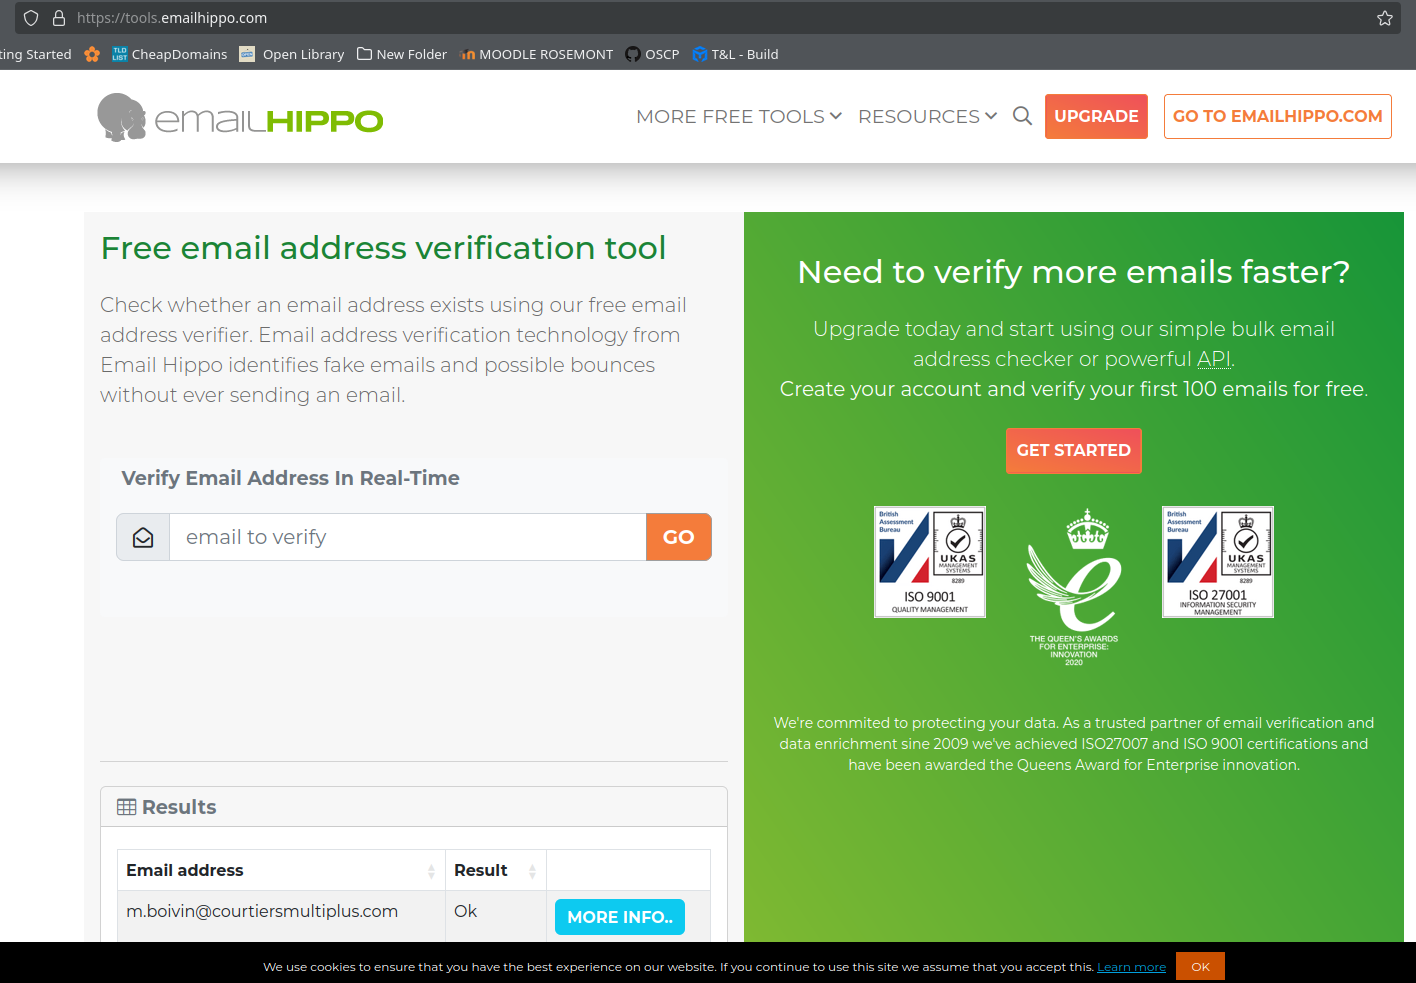 https://tools.emailhippo.com
ting Started
TLD LIST CheapDomains
OPEN Open Library
New Folder
MOODLE ROSEMONT
OSCP
T&L - Build
emailHIPPO
MORE FREE TOOLS
RESOURCES
UPGRADE
GO TO EMAILHIPPO.COM
Free email address verification tool
Check whether an email address exists using our free email
address verifier. Email address verification technology from
Email Hippo identifies fake emails and possible bounces
without ever sending an email.
Verify Email Address In Real-Time
email to verify
GO
Results
Email address Result
m.boivin@courtiersmultiplus.com Ok MORE INFO..
Need to verify more emails faster?
Upgrade today and start using our simple bulk email
address checker or powerful API.
Create your account and verify your first 100 emails for free.
GET STARTED
British
Assessment
Bureau
UKAS
MANAGEMENT
SYSTEMS
8289
ISO 9001
QUALITY MANAGEMENT
THE QUEEN'S AWARDS
FOR ENTERPRISE:
INNOVATION
2020
British
Assessment
Bureau
UKAS
MANAGEMENT
SYSTEMS
8289
ISO 27001
INFORMATION SECURITY
MANAGEMENT
We're commited to protecting your data. As a trusted partner of email verification and
data enrichment sine 2009 we've achieved ISO27007 and ISO 9001 certifications and
have been awarded the Queens Award for Enterprise innovation.
We use cookies to ensure that you have the best experience on our website. If you continue to use this site we assume that you accept this. Learn more OK